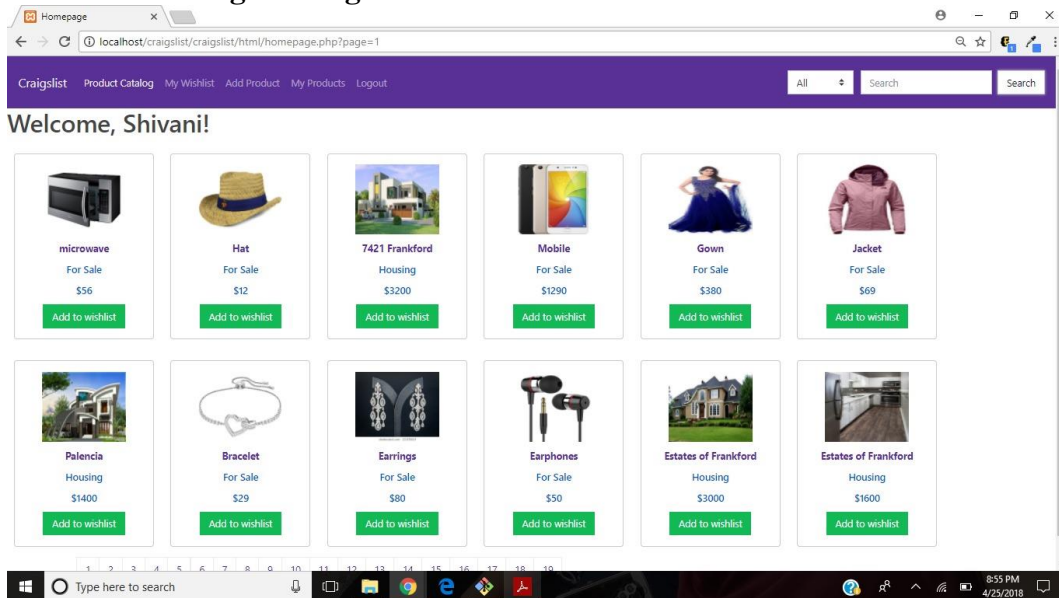 Homepage
localhost/craigslist/craigslist/html/homepage.php?page=1
Craigslist Product Catalog My Wishlist Add Product My Products Logout All Search Search
Welcome, Shivani!
microwave Hat 7421 Frankford Mobile Gown Jacket
For Sale For Sale Housing For Sale For Sale For Sale
$56 $12 $3200 $1290 $380 $69
Add to wishlist Add to wishlist Add to wishlist Add to wishlist Add to wishlist Add to wishlist
Palencia Bracelet Earrings Earphones Estates of Frankford Estates of Frankford
Housing For Sale For Sale For Sale Housing Housing
$1400 $29 $80 $50 $3000 $1600
Add to wishlist Add to wishlist Add to wishlist Add to wishlist Add to wishlist Add to wishlist
1 2 3 4 5 6 7 8 9 10 11 12 13 14 15 16 17 18 19
Type here to search
8:55 PM
4/25/2018